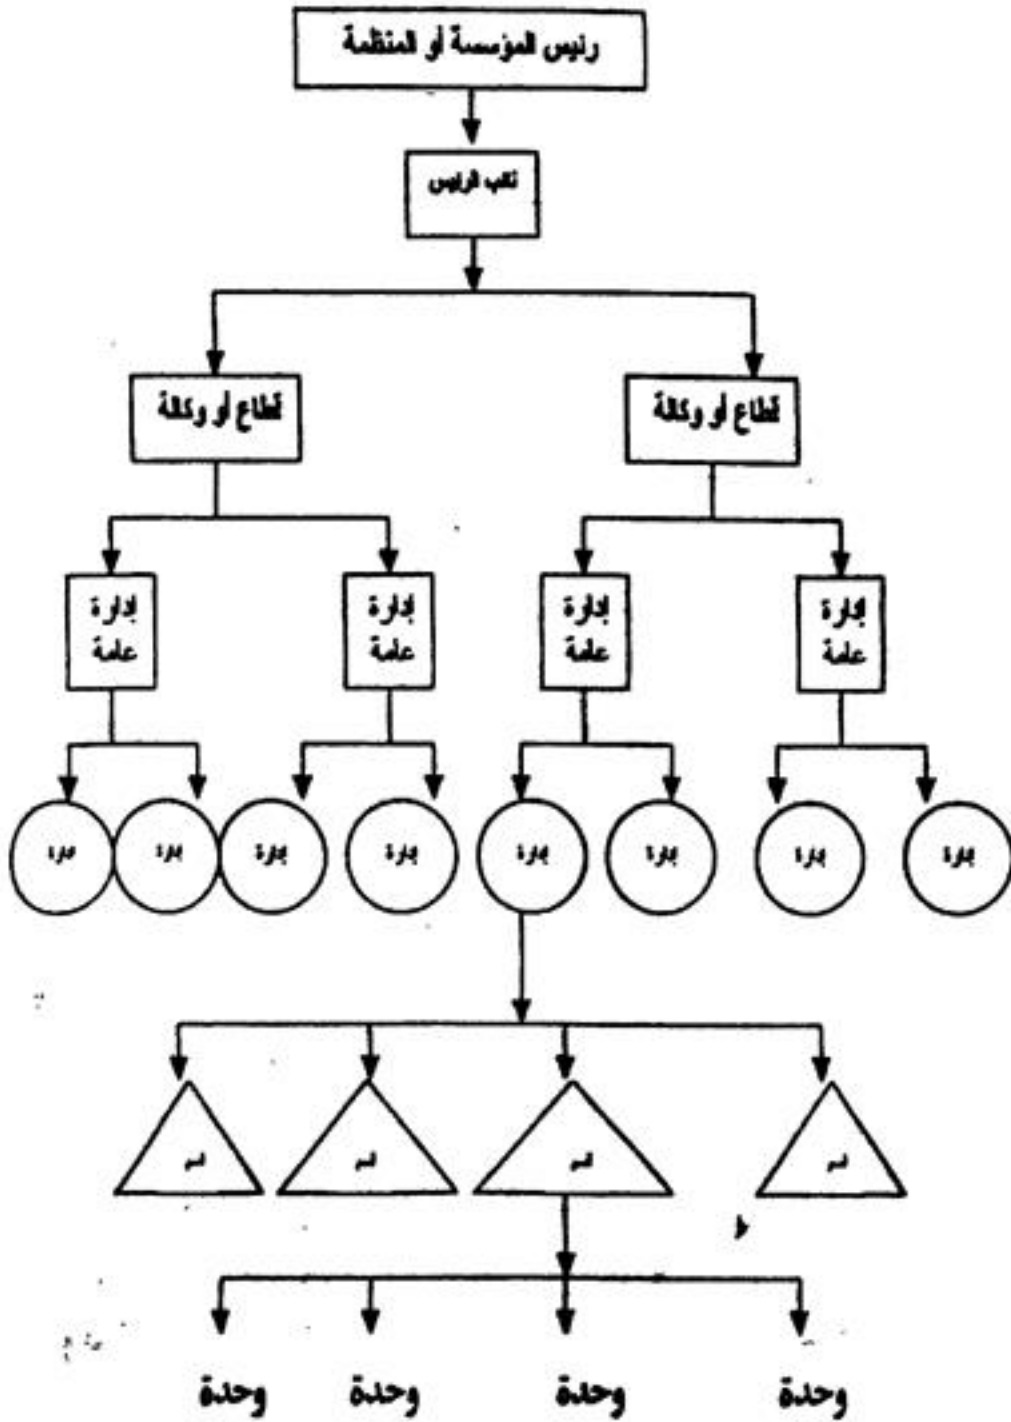 رئيس المؤسسة أو المنظمة
نائب الرئيس
قطاع أو وكالة
قطاع أو وكالة
إدارة
عامة
إدارة
عامة
إدارة
عامة
إدارة
عامة
إدارة
إدارة
إدارة
إدارة
إدارة
إدارة
إدارة
إدارة
قسم
قسم
قسم
قسم
وحدة
وحدة
وحدة
وحدة